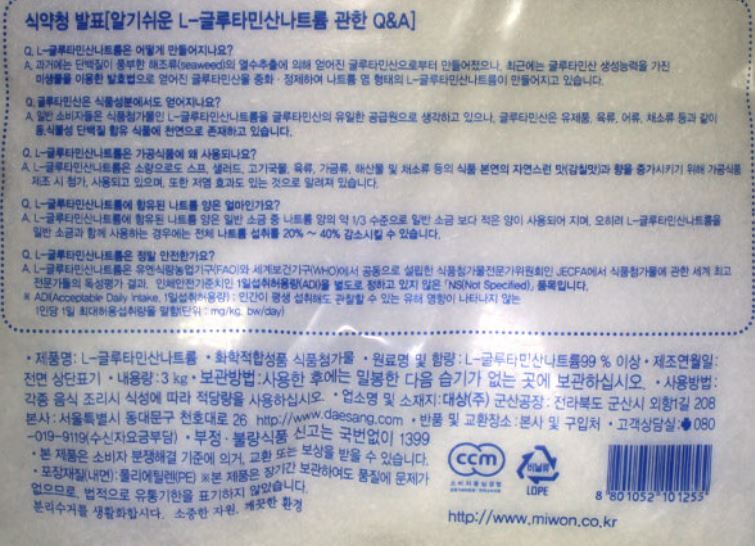 식약청 발표[알기쉬운 L-글루타민산나트륨 관한 Q&A]
Q. L-글루타민산나트륨은 어떻게 만들어지나요?
A. 과거에는 단백질이 풍부한 해조류(seaweed)의 열수추출에 의해 얻어진 글루타민산으로부터 만들어졌으나, 최근에는 글루타민산 생성능력을 가진
미생물을 이용한 발효법으로 얻어진 글루타민산을 중화·정제하여 나트륨 염 형태의 L-글루타민산나트륨이 만들어지고 있습니다.
Q. 글루타민산은 식품성분에서도 얻어지나요?
A. 일반 소비자들은 식품첨가물인 L-글루타민산나트륨을 글루타민산의 유일한 공급원으로 생각하고 있으나, 글루타민산은 유제품, 육류, 어류, 채소류 등과 같이
동,식물성 단백질 함유 식품에 천연으로 존재하고 있습니다.
Q. L-글루타민산나트륨은 가공식품에 왜 사용되나요?
A. L-글루타민산나트륨은 소량으로도 스프, 샐러드, 고기국물, 육류, 가금류, 해산물 및 채소류 등의 식품 본연의 자연스런 맛(감칠맛)과 향을 증가시키기 위해 가공식품
제조 시 첨가, 사용되고 있으며, 또한 저염 효과도 있는 것으로 알려져 있습니다.
Q. L-글루타민산나트륨에 함유된 나트륨 양은 얼마인가요?
A. L-글루타민산나트륨에 함유된 나트륨 양은 일반 소금 중 나트륨 양의 약 1/3 수준으로 일반 소금 보다 적은 양이 사용되어 지며, 오히려 L-글루타민산나트륨을
일반 소금과 함께 사용하는 경우에는 전체 나트륨 섭취를 20% ~ 40% 감소시킬 수 있습니다.
Q. L-글루타민산나트륨은 정말 안전한가요?
A. L-글루타민산나트륨은 유엔식량농업기구(FAO)와 세계보건기구(WHO)에서 공동으로 설립한 식품첨가물전문가위원회인 JECFA에서 식품첨가물에 관한 세계 최고
전문가들의 독성평가 결과, 인체안전기준치인 1일섭취허용량(ADI)을 별도로 정하고 있지 않은 「NS(Not Specified)」 품목입니다.
※ ADI(Acceptable Daily Intake, 1일섭취허용량) : 인간이 평생 섭취해도 관찰할 수 있는 유해 영향이 나타나지 않는
1인당 1일 최대허용섭취량을 말함(단위 : mg/kg, bw/day)
• 제품명: L-글루타민산나트륨 • 화학적합성품 식품첨가물 • 원료명 및 함량: L-글루타민산나트륨99 % 이상 • 제조연월일:
전면 상단표기 • 내용량: 3 kg • 보관방법: 사용한 후에는 밀봉한 다음 습기가 없는 곳에 보관하십시오. • 사용방법:
각종 음식 조리시 식성에 따라 적당량을 사용하십시오. • 업소명 및 소재지: 대상(주) 군산공장: 전라북도 군산시 외항1길 208
본사: 서울특별시 동대문구 천호대로 26 http://www.daesang.com • 반품 및 교환장소: 본사 및 구입처 • 고객상담실: 080
-019-9119(수신자요금부담) • 부정·불량식품 신고는 국번없이 1399
• 본 제품은 소비자 분쟁해결 기준에 의거, 교환 또는 보상을 받을 수 있습니다.
• 포장재질(내면): 폴리에틸렌(PE) ※본 제품은 장기간 보관하여도 품질에 문제가
없으므로, 법적으로 유통기한을 표기하지 않았습니다.
분리수거를 생활화합시다. 소중한 자원, 깨끗한 환경
ccm
소비자중심경영
비닐류
LDPE
8 801052 101255
http://www.miwon.co.kr